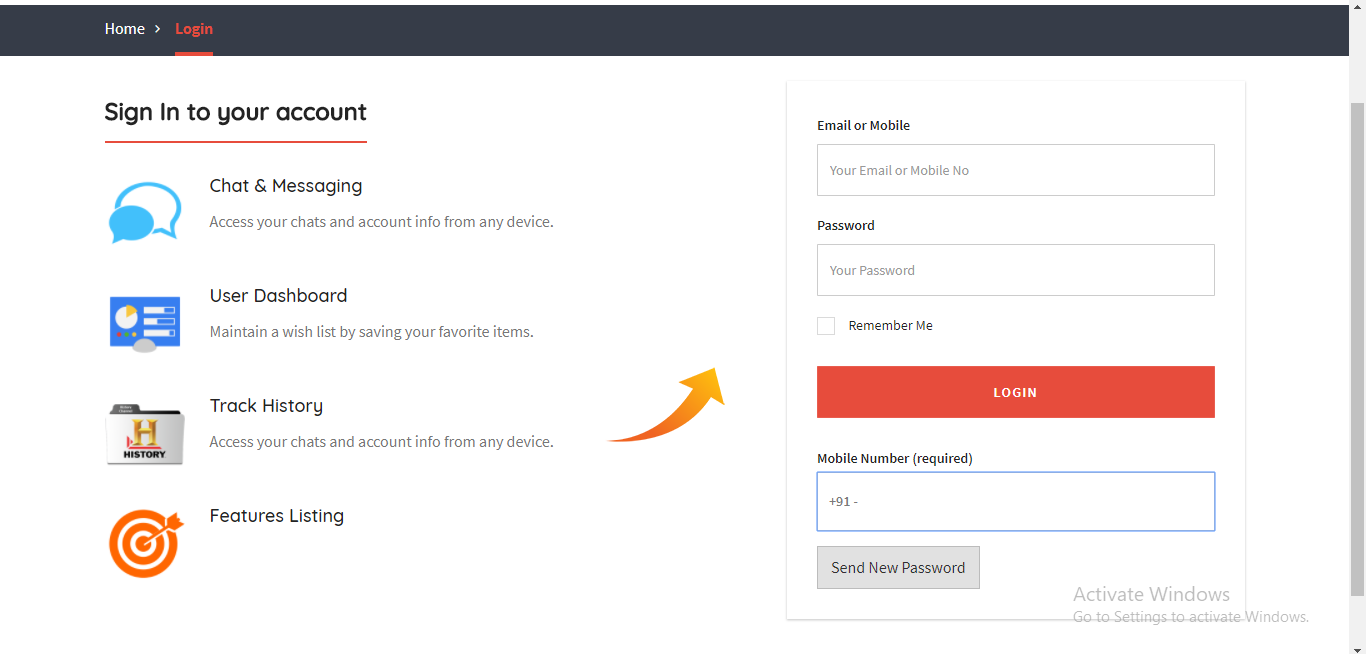 Home > Login
Sign In to your account
Chat & Messaging
Access your chats and account info from any device.
User Dashboard
Maintain a wish list by saving your favorite items.
H
HISTORY
Track History
Access your chats and account info from any device.
Features Listing
Email or Mobile
Your Email or Mobile No
Password
Your Password
Remember Me
LOGIN
Mobile Number (required)
+91 -
Send New Password
Activate Windows
Go to Settings to activate Windows.